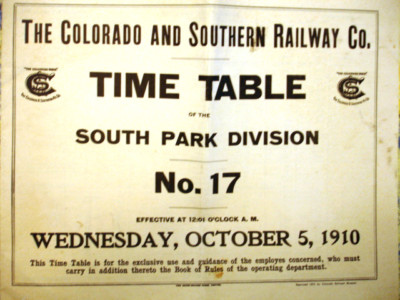 THE COLORADO AND SOUTHERN RAILWAY CO.
TIME TABLE
OF THE
SOUTH PARK DIVISION
No. 17
EFFECTIVE AT 12:01 O'CLOCK A. M.
WEDNESDAY, OCTOBER 5, 1910
This Time Table is for the exclusive use and guidance of the employe concerned, who must
carry in addition thereto the Book of Rules of the operating department.